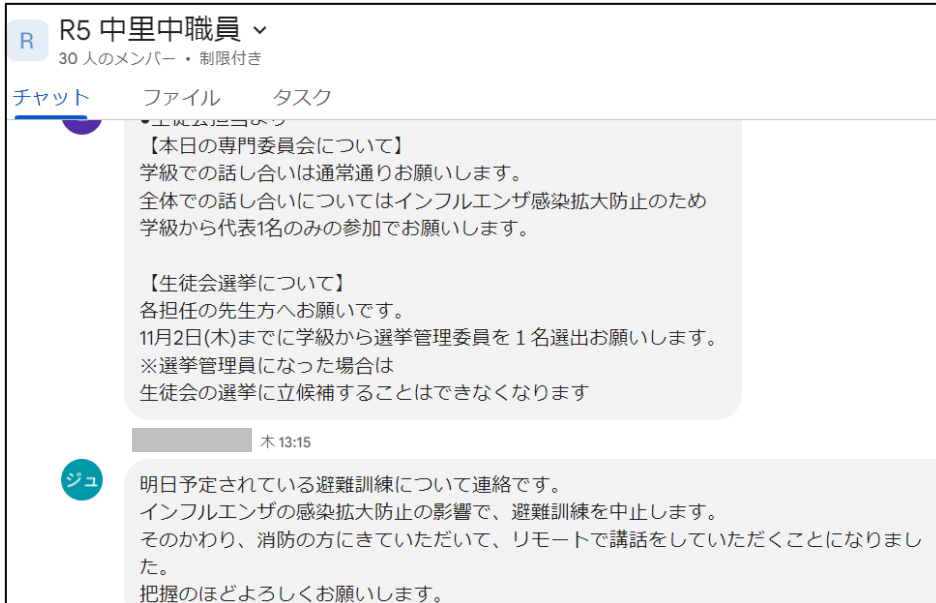 R
R5 中里中職員
30 人のメンバー • 制限付き
チャット ファイル タスク
●生徒会担当より
【本日の専門委員会について】
学級での話し合いは通常通りお願いします。
全体での話し合いについてはインフルエンザ感染拡大防止のため
学級から代表1名のみの参加でお願いします。
【生徒会選挙について】
各担任の先生方へお願いです。
11月2日(木)までに学級から選挙管理委員を１名選出お願いします。
※選挙管理員になった場合は
生徒会の選挙に立候補することはできなくなります
木 13:15
ジュ
明日予定されている避難訓練について連絡です。
インフルエンザの感染拡大防止の影響で、避難訓練を中止します。
そのかわり、消防の方にきていただいて、リモートで講話をしていただくことになりまし
た。
把握のほどよろしくお願いします。